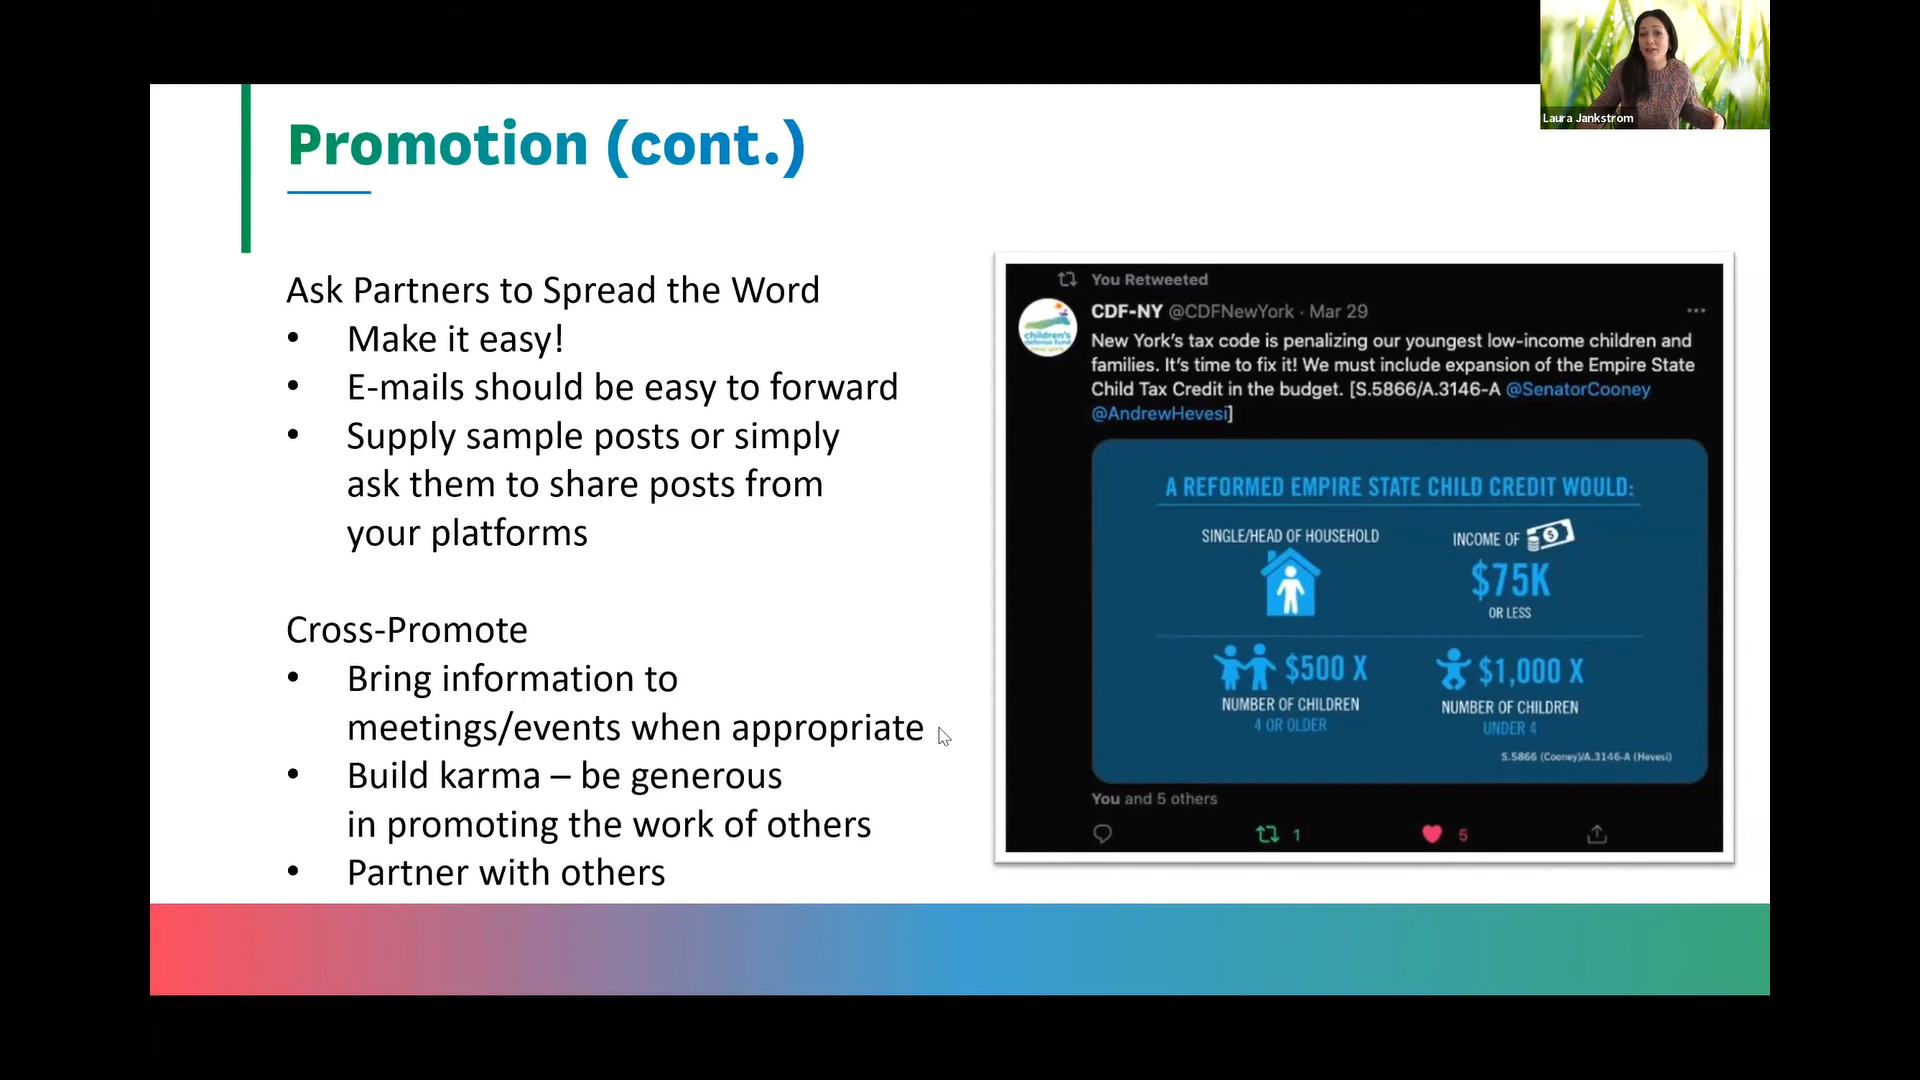 Laura Jankstrom
Promotion (cont.)
Ask Partners to Spread the Word
• Make it easy!
• E-mails should be easy to forward
• Supply sample posts or simply
ask them to share posts from
your platforms
Cross-Promote
• Bring information to
meetings/events when appropriate
• Build karma – be generous
in promoting the work of others
• Partner with others
You Retweeted
CDF-NY @CDFNewYork · Mar 29
New York's tax code is penalizing our youngest low-income children and
families. It's time to fix it! We must include expansion of the Empire State
Child Tax Credit in the budget. [S.5866/A.3146-A @SenatorCooney
@AndrewHevesi]
children's
defense fund
A REFORMED EMPIRE STATE CHILD CREDIT WOULD:
SINGLE/HEAD OF HOUSEHOLD
INCOME OF
$75K
OR LESS
$500 X
NUMBER OF CHILDREN
4 OR OLDER
$1,000 X
NUMBER OF CHILDREN
UNDER 4
S.5866 (Cooney)/A.3146-A (Hevesi)
You and 5 others
1
5